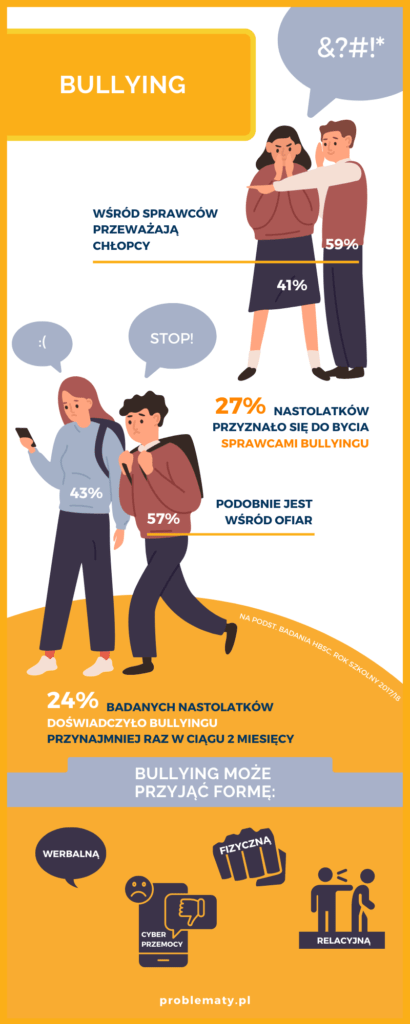 &?#!*
BULLYING
WŚRÓD SPRAWCÓW
PRZEWAŻAJĄ
CHŁOPCY
59%
41%
:(
STOP!
27% NASTOLATKÓW
PRZYZNAŁO SIĘ DO BYCIA
SPRAWCAMI BULLYINGU
43%
57%
PODOBNIE JEST
WŚRÓD OFIAR
NA PODST. BADANIA HBSC, ROK SZKOLNY 2017/18
24% BADANYCH NASTOLATKÓW
DOŚWIADCZYŁO BULLYINGU
PRZYNAJMNIEJ RAZ W CIĄGU 2 MIESIĘCY
BULLYING MOŻE
PRZYJĄĆ FORMĘ:
WERBALNĄ
FIZYCZNĄ
CYBER
PRZEMOCY
RELACYJNĄ
problematy.pl